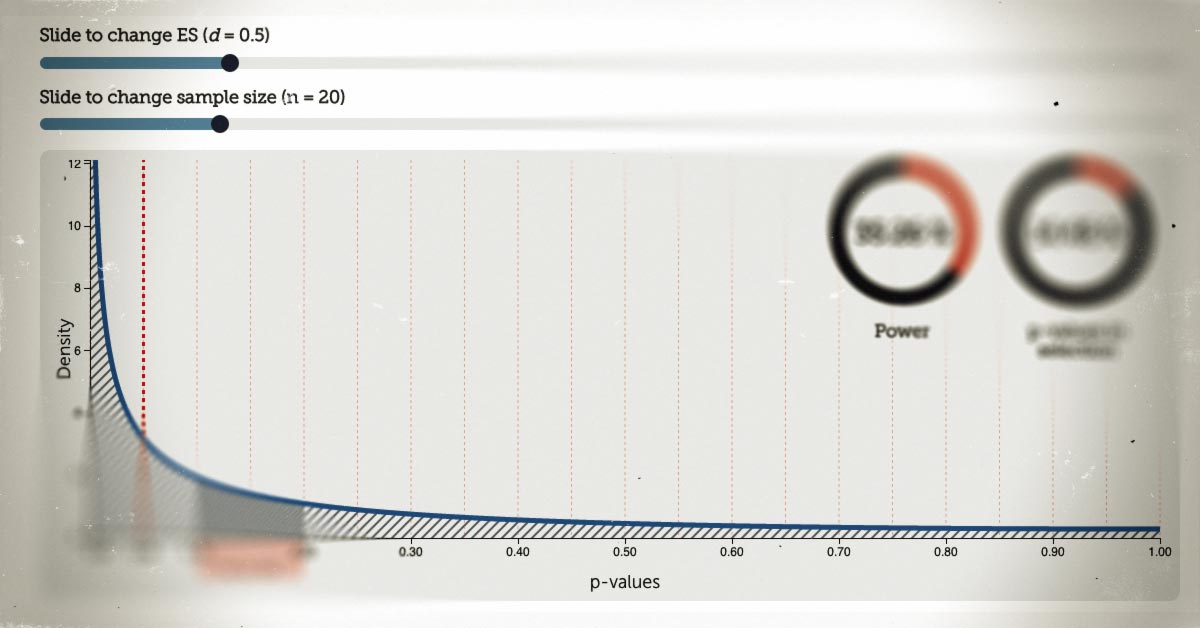 Slide to change ES (d = 0.5)
Slide to change sample size (n = 20)
12
10
8
6
Density
Power
0.30 0.40 0.50 0.60 0.70 0.80 0.90 1.00
p-values